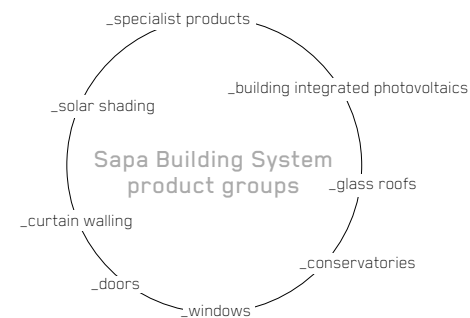 _specialist products
_building integrated photovoltaics
_solar shading
Sapa Building System
product groups
_glass roofs
_curtain walling
_conservatories
_doors
_windows